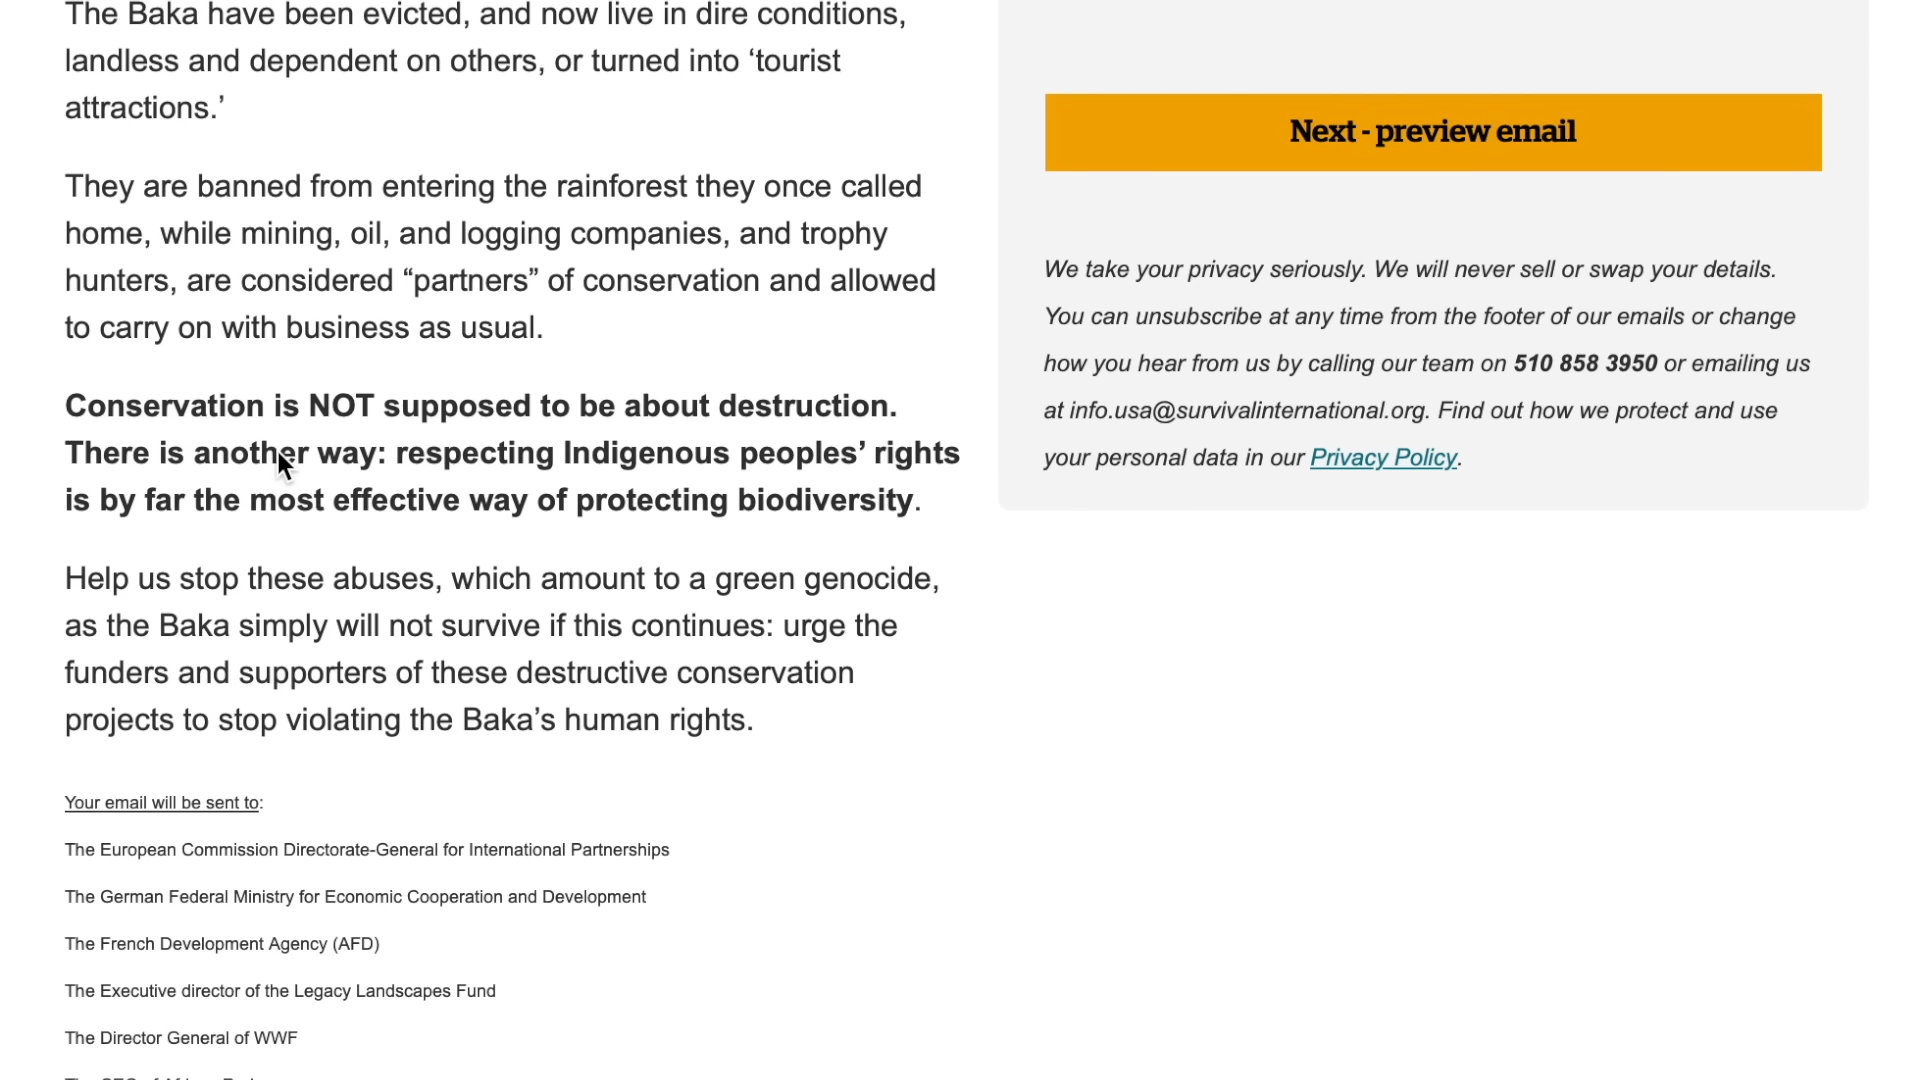 The Baka have been evicted, and now live in dire conditions,
landless and dependent on others, or turned into ‘tourist
attractions.’
They are banned from entering the rainforest they once called
home, while mining, oil, and logging companies, and trophy
hunters, are considered “partners” of conservation and allowed
to carry on with business as usual.
Conservation is NOT supposed to be about destruction.
There is another way: respecting Indigenous peoples’ rights
is by far the most effective way of protecting biodiversity.
Help us stop these abuses, which amount to a green genocide,
as the Baka simply will not survive if this continues: urge the
funders and supporters of these destructive conservation
projects to stop violating the Baka’s human rights.
Your email will be sent to:
The European Commission Directorate-General for International Partnerships
The German Federal Ministry for Economic Cooperation and Development
The French Development Agency (AFD)
The Executive director of the Legacy Landscapes Fund
The Director General of WWF
Next - preview email
We take your privacy seriously. We will never sell or swap your details.
You can unsubscribe at any time from the footer of our emails or change
how you hear from us by calling our team on 510 858 3950 or emailing us
at info.usa@survivalinternational.org. Find out how we protect and use
your personal data in our Privacy Policy.